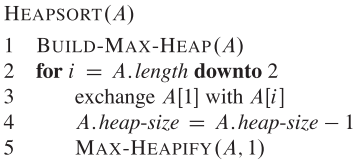 HEAPSORT(A)
1 BUILD-MAX-HEAP(A)
2 for i = A.length downto 2
3 exchange A[1] with A[i]
4 A.heap-size = A.heap-size − 1
5 MAX-HEAPIFY(A, 1)